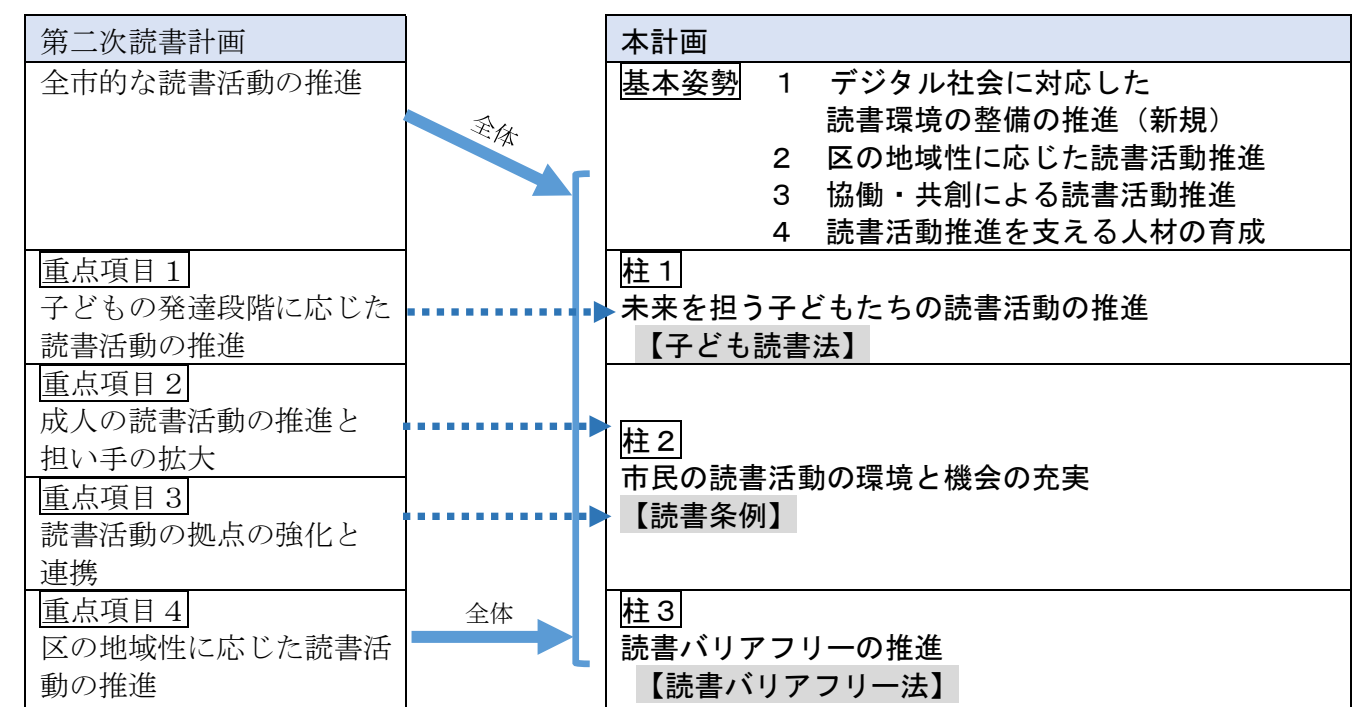 第二次読書計画
全市的な読書活動の推進
重点項目1
子どもの発達段階に応じた
読書活動の推進
重点項目2
成人の読書活動の推進と
担い手の拡大
重点項目3
読書活動の拠点の強化と
連携
重点項目4
区の地域性に応じた読書活
動の推進
全体
全体
本計画
基本姿勢 1 デジタル社会に対応した
読書環境の整備の推進（新規）
2 区の地域性に応じた読書活動推進
3 協働・共創による読書活動推進
4 読書活動推進を支える人材の育成
柱1
未来を担う子どもたちの読書活動の推進
【子ども読書法】
柱2
市民の読書活動の環境と機会の充実
【読書条例】
柱3
読書バリアフリーの推進
【読書バリアフリー法】